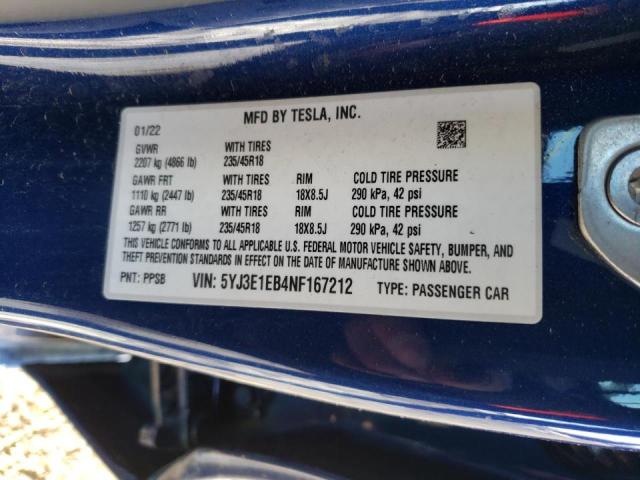 MFD BY TESLA, INC.
01/22
GVWR WITH TIRES
2207 kg (4866 lb) 235/45R18
GAWR FRT WITH TIRES RIM COLD TIRE PRESSURE
1110 kg (2447 lb) 235/45R18 18X8.5J 290 kPa, 42 psi
GAWR RR WITH TIRES RIM COLD TIRE PRESSURE
1257 kg (2771 lb) 235/45R18 18X8.5J 290 kPa, 42 psi
THIS VEHICLE CONFORMS TO ALL APPLICABLE U.S. FEDERAL MOTOR VEHICLE SAFETY, BUMPER, AND
THEFT PREVENTION STANDARDS IN EFFECT ON THE DATE OF MANUFACTURE SHOWN ABOVE.
PNT: PPSB VIN: 5YJ3E1EB4NF167212 TYPE: PASSENGER CAR